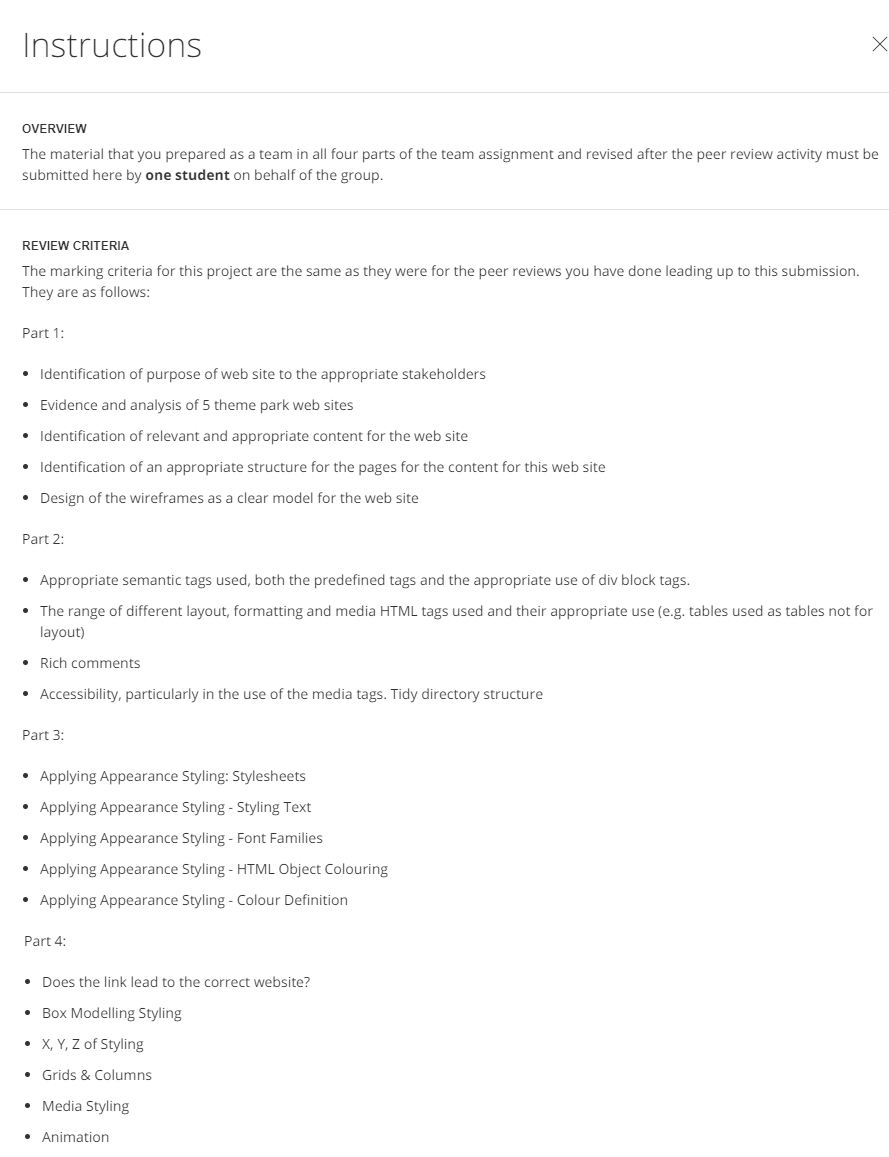 Instructions
OVERVIEW
The material that you prepared as a team in all four parts of the team assignment and revised after the peer review activity must be
submitted here by one student on behalf of the group.
REVIEW CRITERIA
The marking criteria for this project are the same as they were for the peer reviews you have done leading up to this submission.
They are as follows:
Part 1:
Identification of purpose of web site to the appropriate stakeholders
Evidence and analysis of 5 theme park web sites
Identification of relevant and appropriate content for the web site
Identification of an appropriate structure for the pages for the content for this web site
Design of the wireframes as a clear model for the web site
Part 2:
Appropriate semantic tags used, both the predefined tags and the appropriate use of div block tags.
The range of different layout, formatting and media HTML tags used and their appropriate use (e.g. tables used as tables not for
layout)
Rich comments
Accessibility, particularly in the use of the media tags. Tidy directory structure
Part 3:
Applying Appearance Styling: Stylesheets
Applying Appearance Styling - Styling Text
Applying Appearance Styling - Font Families
Applying Appearance Styling - HTML Object Colouring
Applying Appearance Styling - Colour Definition
Part 4:
Does the link lead to the correct website?
Box Modelling Styling
X, Y, Z of Styling
Grids & Columns
Media Styling
Animation